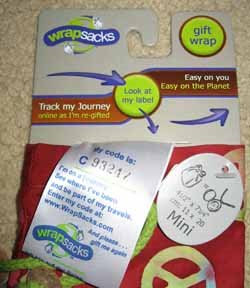 wrapsacks
gift
wrap
Easy on you
Easy on the Planet
Look at
my label
Track my Journey
online as I'm re-gifted
My code is:
C 93247
I'm on a journey
See where I've been
and be part of my travels.
Enter my code at:
www.WrapSacks.com
wrapsacks
And please...
gift me again
Mini